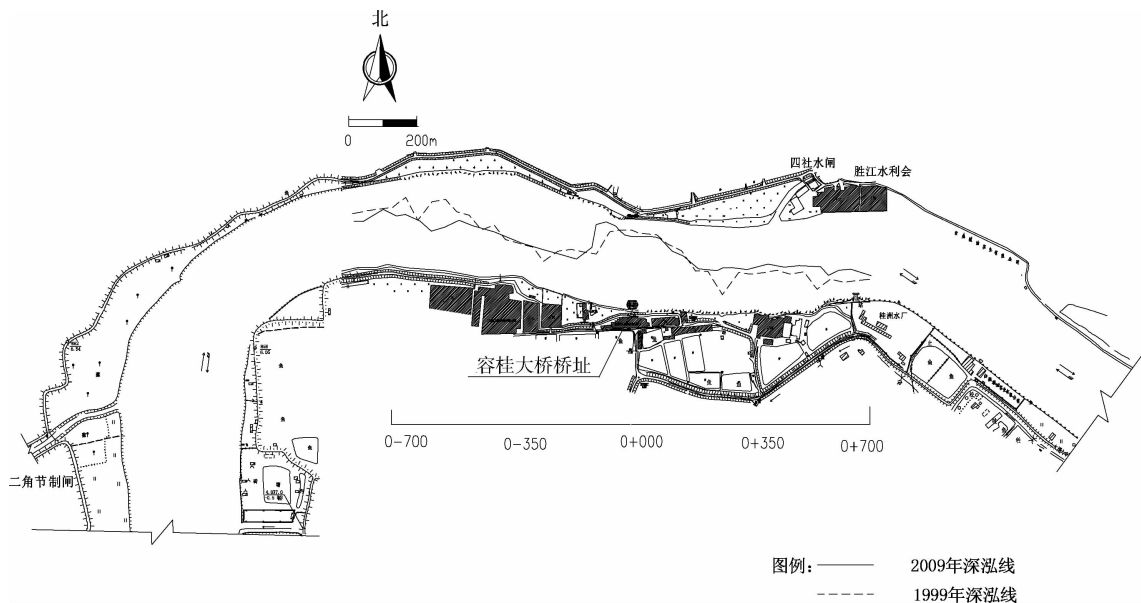 北
0 200m
四社水闸
胜江水利会
桂洲水厂
容桂大桥桥址
0-700 0-350 0+000 0+350 0+700
二角节制闸
图例： 2009年深泓线
1999年深泓线